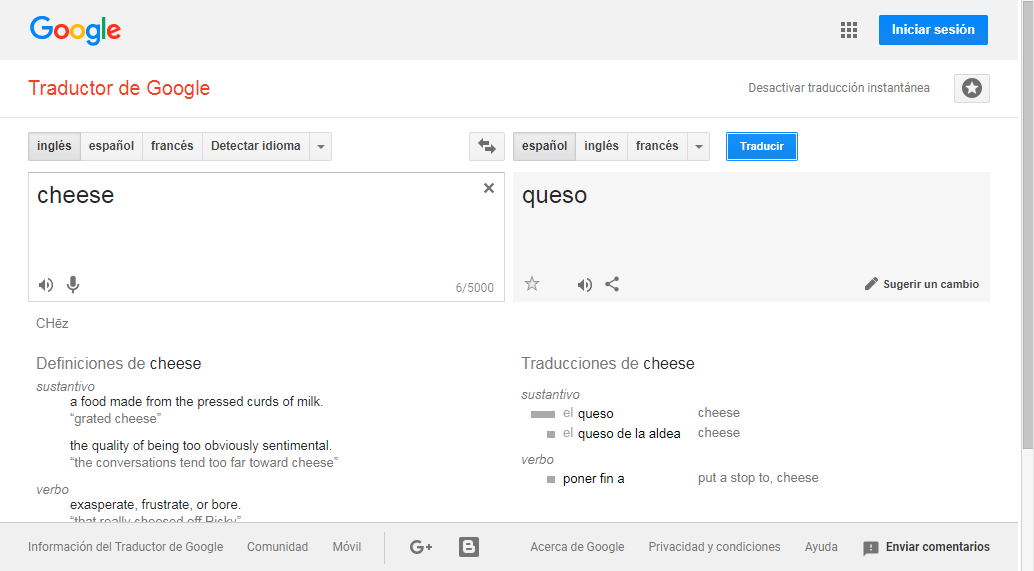 Google
Iniciar sesión
Traductor de Google
Desactivar traducción instantánea
inglés español francés Detectar idioma
español inglés francés Traducir
cheese
queso
6/5000
Sugerir un cambio
CHēz
Definiciones de cheese
sustantivo
a food made from the pressed curds of milk.
“grated cheese”
the quality of being too obviously sentimental.
“the conversations tend too far toward cheese”
verbo
exasperate, frustrate, or bore.
“that really cheesed off Ricky”
Traducciones de cheese
sustantivo
el queso cheese
el queso de la aldea cheese
verbo
poner fin a put a stop to, cheese
Información del Traductor de Google Comunidad Móvil G+ B Acerca de Google Privacidad y condiciones Ayuda Enviar comentarios